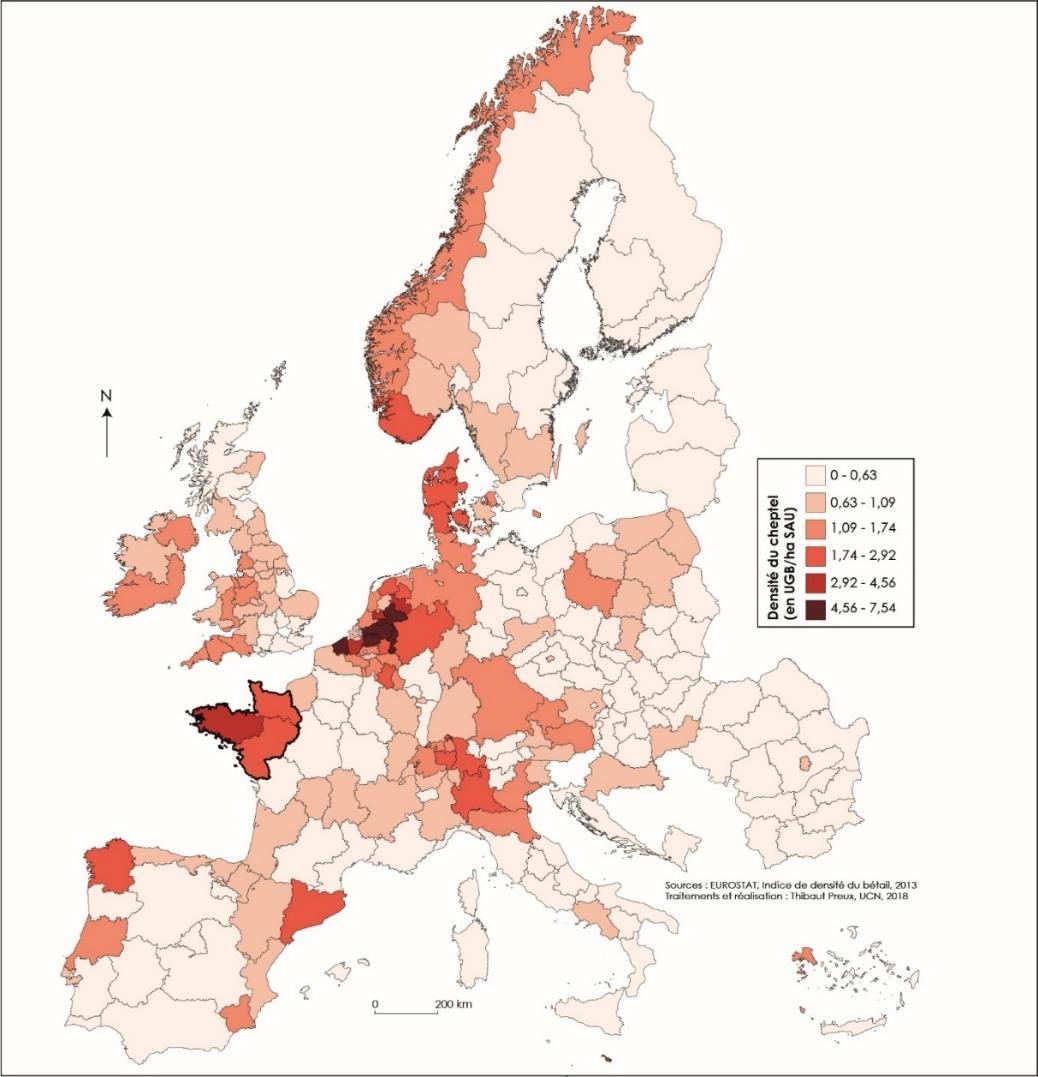 N
Densité du cheptel
(en UGB/ha SAU)
0 - 0,63
0,63 - 1,09
1,09 - 1,74
1,74 - 2,92
2,92 - 4,56
4,56 - 7,54
Sources : EUROSTAT, Indice de densité du bétail, 2013
Traitements et réalisation : Thibaut Preux, UCN, 2018
0 200 km